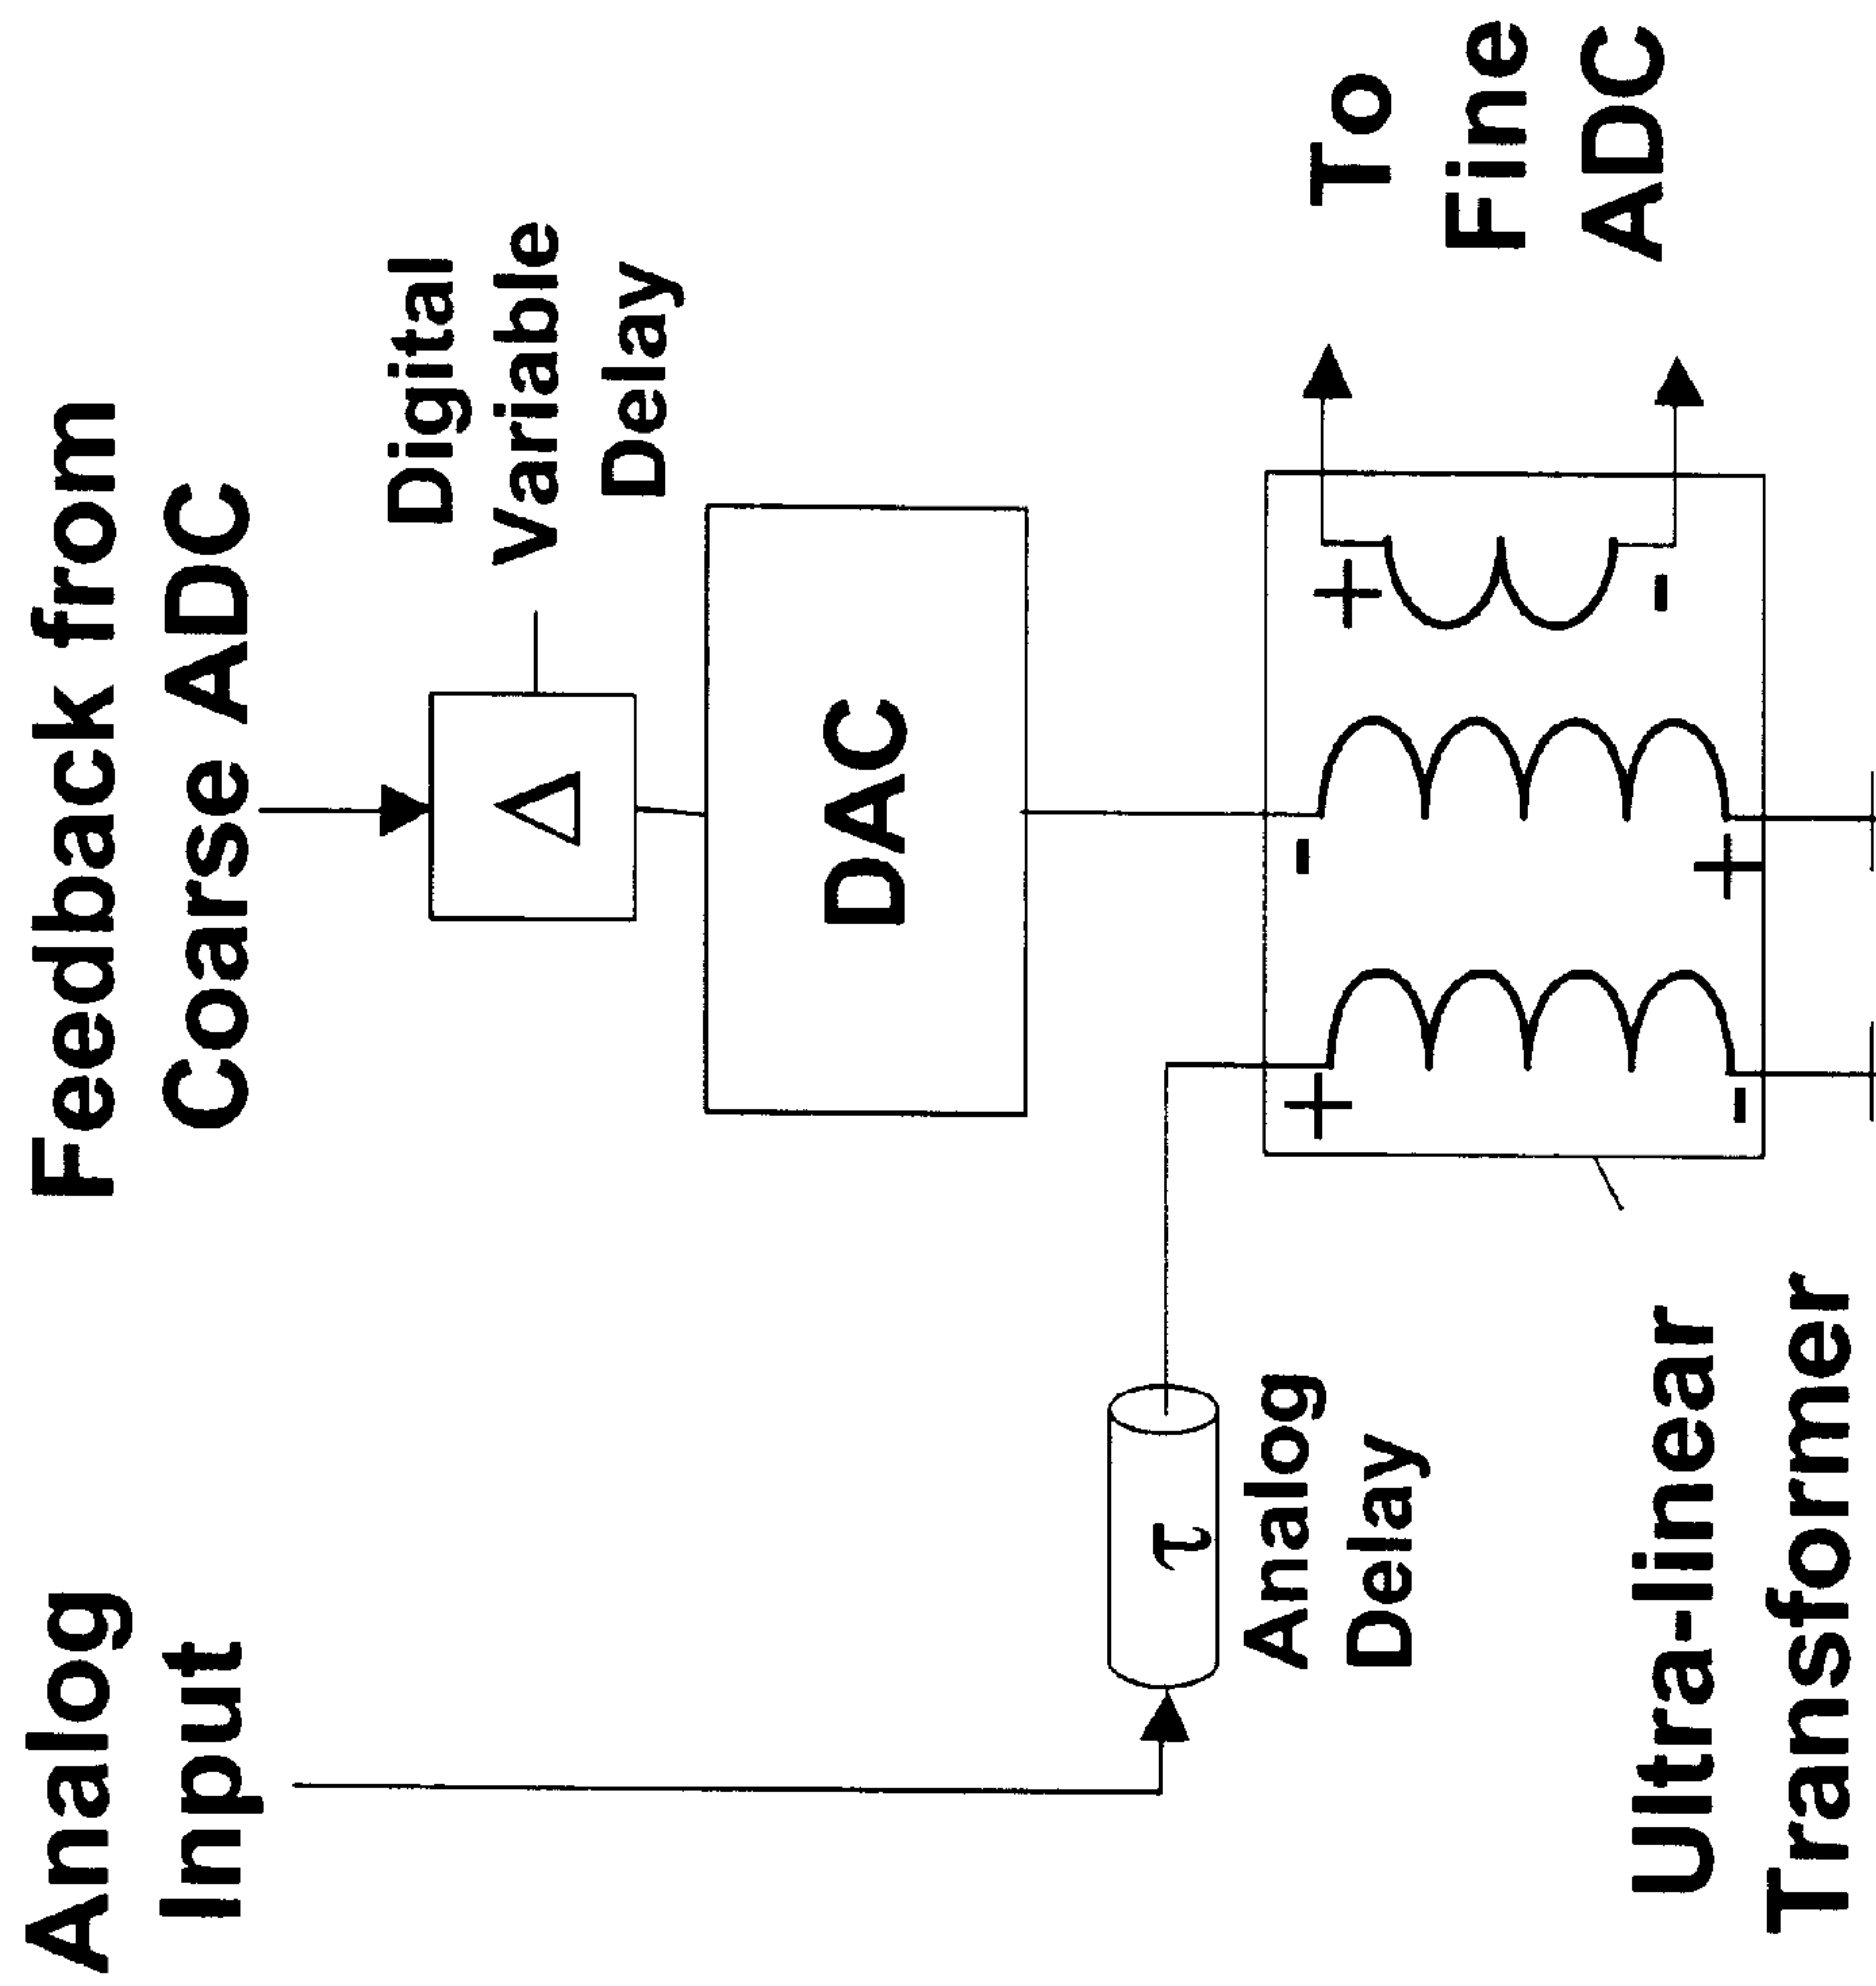 Analog
Input
Feedback from
Coarse ADC
Digital
Variable
Delay
Δ
DAC
τ
Analog
Delay
+
-
-
+
+
-
To
Fine
ADC
Ultra-linear
Transformer